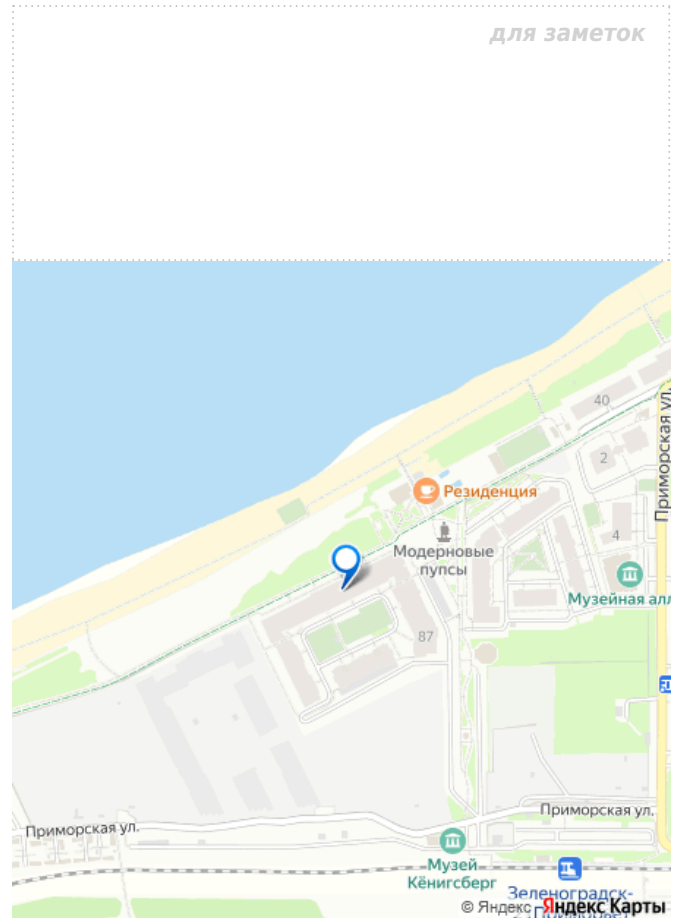 для заметок
40
Приморская ул.
2
Резиденция
4
Модерновые
пупсы
Музейная алл
87
Приморская ул.
Приморская ул.
Музей
Кёнигсберг
Зеленоградск-
© Яндекс Яндекс Карты